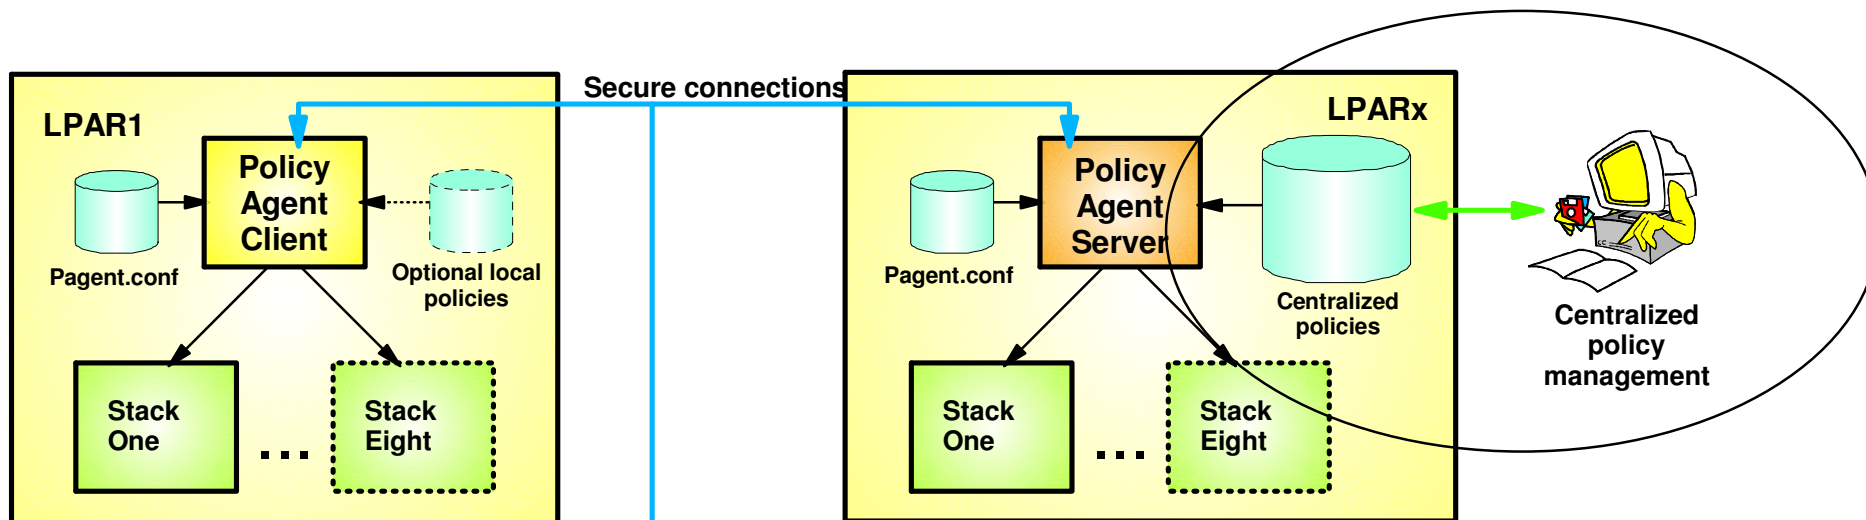 Secure connections
LPAR1
Policy
Agent
Client
Pagent.conf
Optional local
policies
Stack
One
...
Stack
Eight
LPARx
Policy
Agent
Server
Pagent.conf
Centralized
policies
Stack
One
...
Stack
Eight
Centralized
policy
management